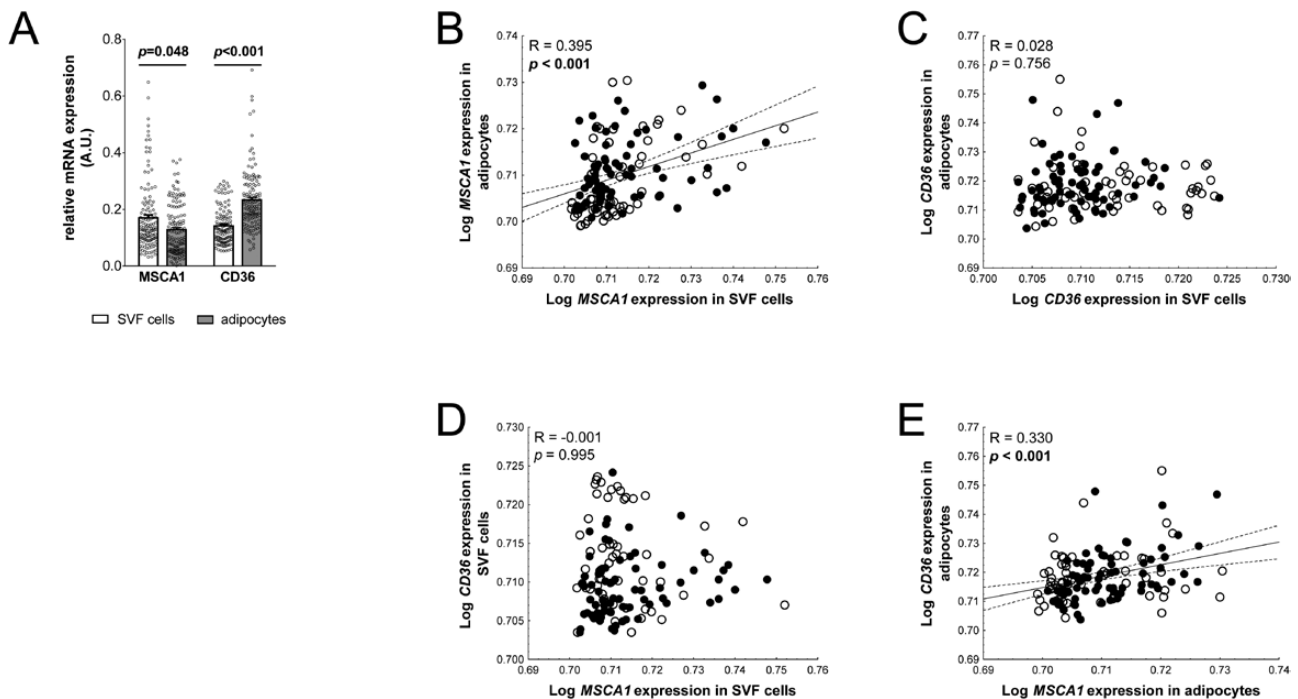 A
relative mRNA expression
(A.U.)
0.8
0.6
0.4
0.2
0.0
p=0.048
p<0.001
MSCA1
CD36
SVF cells
adipocytes
B
R = 0.395
p < 0.001
Log MSCA1 expression in
adipocytes
0.74
0.73
0.72
0.71
0.70
0.69
0.69 0.70 0.71 0.72 0.73 0.74 0.75 0.76
Log MSCA1 expression in SVF cells
C
R = 0.028
p = 0.756
Log CD36 expression in
adipocytes
0.77
0.76
0.75
0.74
0.73
0.72
0.71
0.70
0.69
0.700 0.705 0.710 0.715 0.720 0.725 0.730
Log CD36 expression in SVF cells
D
R = -0.001
p = 0.995
Log CD36 expression in
SVF cells
0.730
0.725
0.720
0.715
0.710
0.705
0.700
0.69 0.70 0.71 0.72 0.73 0.74 0.75 0.76
Log MSCA1 expression in SVF cells
E
R = 0.330
p < 0.001
Log CD36 expression in
adipocytes
0.77
0.76
0.75
0.74
0.73
0.72
0.71
0.70
0.69
0.69 0.70 0.71 0.72 0.73 0.74
Log MSCA1 expression in adipocytes